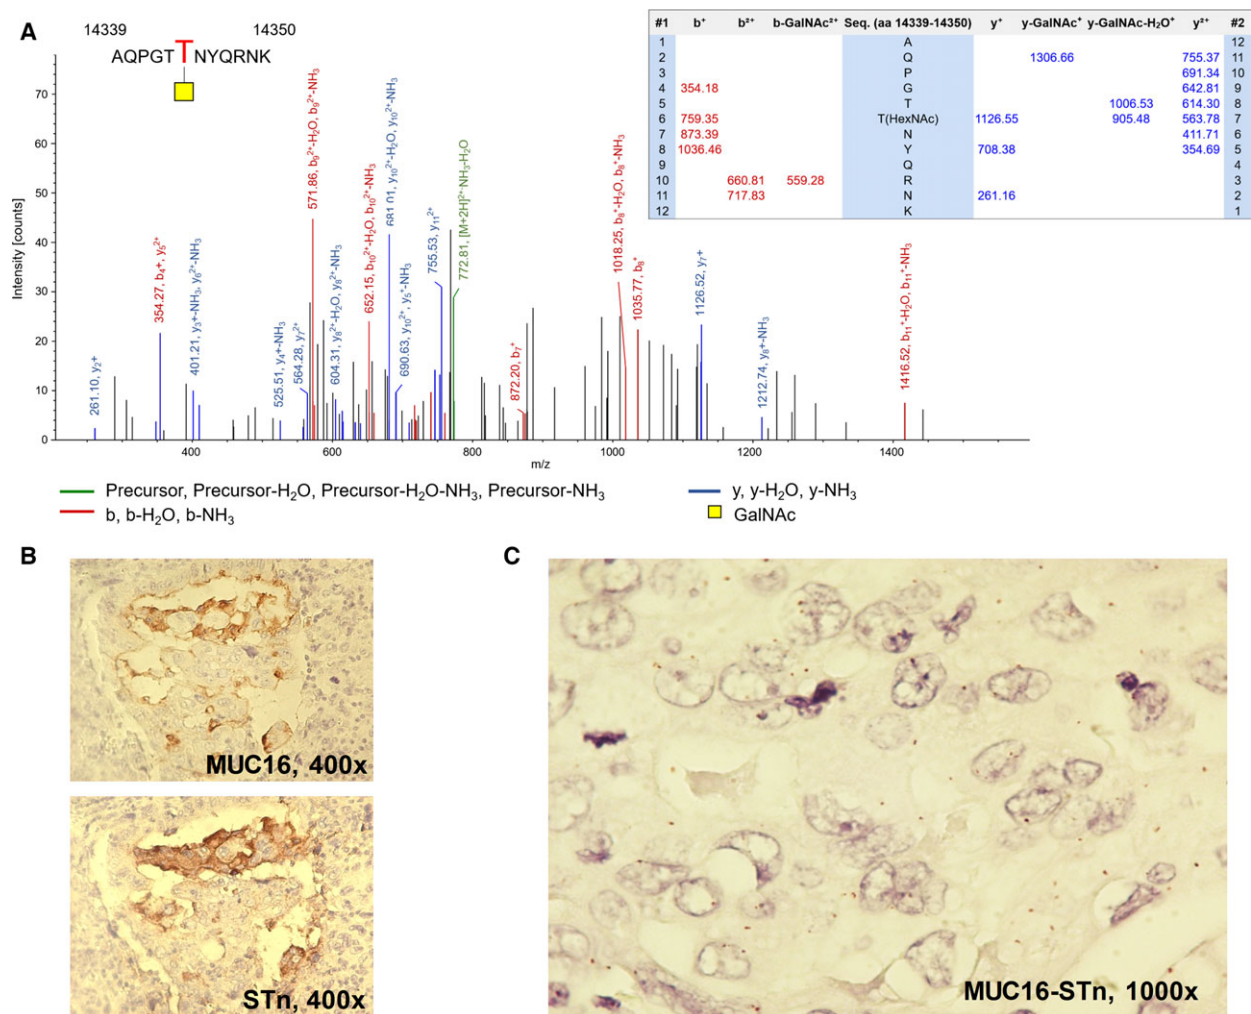 A
14339 14350
AQPGTTNYQRNK
Intensity [counts]
70
60
50
40
30
20
10
0
400
600
800
1000
1200
1400
m/z
261.10, y₂+
354.27, b₄+, y₅²⁺
401.21, y₃+-NH₃, y₆²⁺-NH₃
525.51, y₄+-NH₃
564.28, y₇²⁺
571.86, b₉²⁺-H₂O, b₉²⁺-NH₃
604.31, y₈²⁺-H₂O, y₈²⁺-NH₃
652.15, b₁₀²⁺-H₂O, b₁₀²⁺-NH₃
681.01, y₁₀²⁺-H₂O, y₁₀²⁺-NH₃
690.63, y₁₀²⁺, y₅⁺-NH₃
755.53, y₁₁²⁺
772.81, [M+2H]²⁺-NH₃-H₂O
872.20, b₇⁺
1018.25, b₈⁺-H₂O, b₈⁺-NH₃
1035.77, b₈⁺
1126.52, y₇⁺
1212.74, y₈+-NH₃
1416.52, b₁₁⁺-H₂O, b₁₁⁺-NH₃
#1 b⁺ b²⁺ b-GalNAc²⁺ Seq. (aa 14339-14350) y⁺ y-GalNAc⁺ y-GalNAc-H₂O⁺ y²⁺ #2
1 A 12
2 Q 1306.66 755.37 11
3 P 691.34 10
4 354.18 G 642.81 9
5 T 1006.53 614.30 8
6 759.35 T(HexNAc) 1126.55 905.48 563.78 7
7 873.39 N 411.71 6
8 1036.46 Y 708.38 354.69 5
9 Q 4
10 660.81 559.28 R 3
11 717.83 N 261.16 2
12 K 1
Precursor, Precursor-H₂O, Precursor-H₂O-NH₃, Precursor-NH₃
b, b-H₂O, b-NH₃
y, y-H₂O, y-NH₃
GalNAc
B
MUC16, 400x
STn, 400x
C
MUC16-STn, 1000x